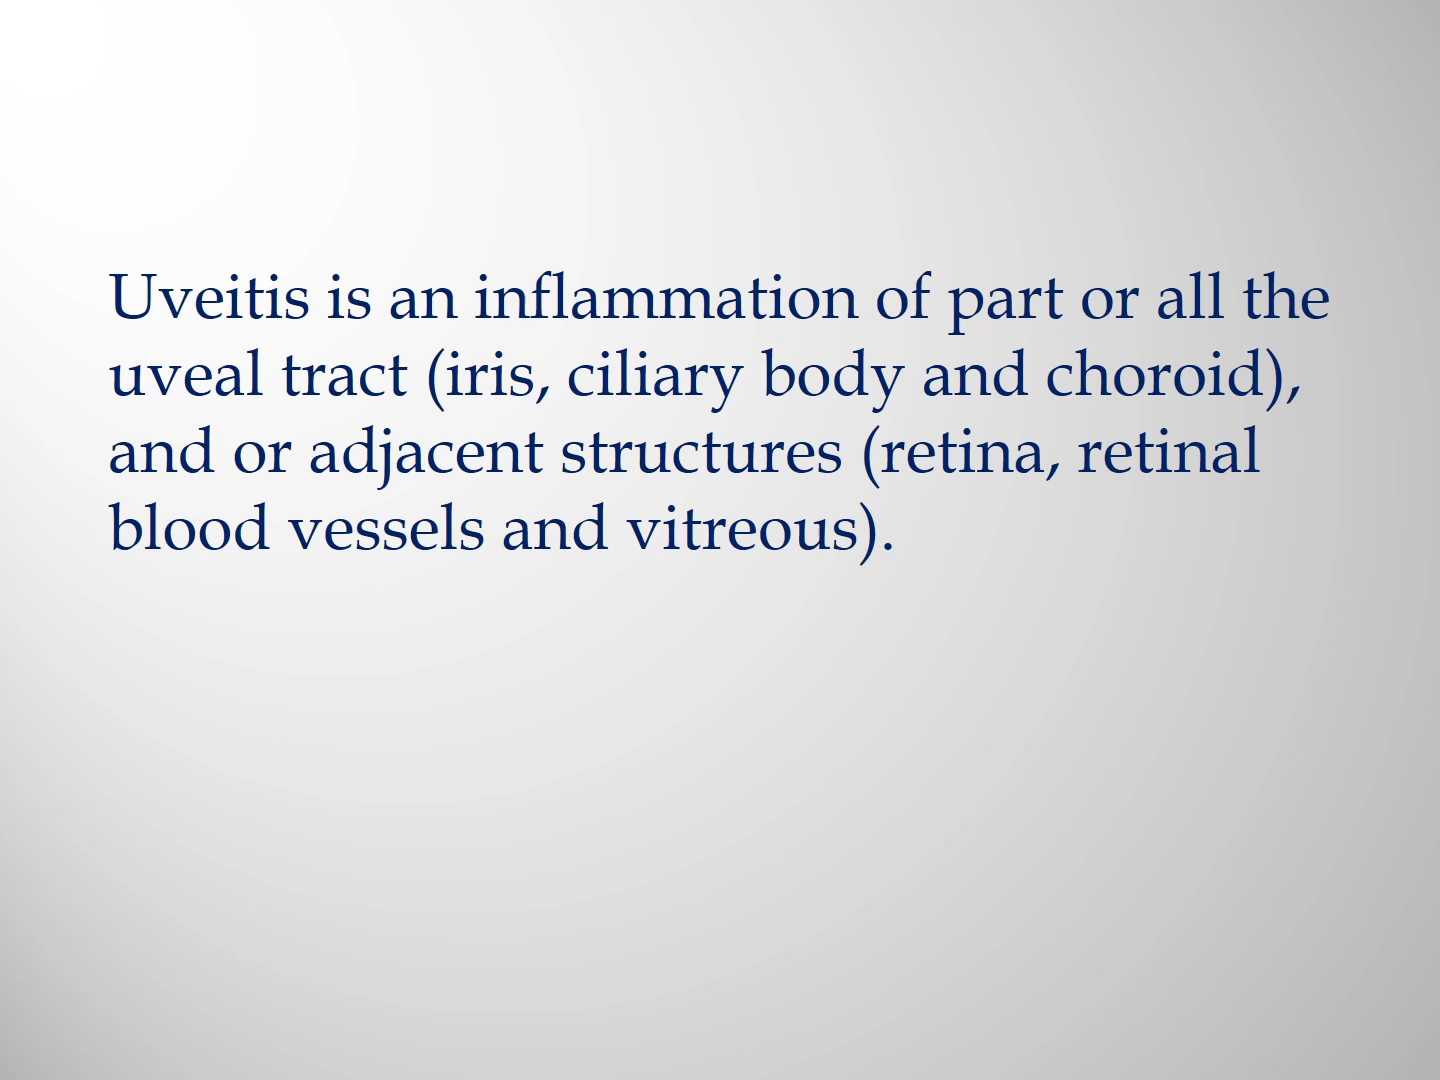 Uveitis is an inflammation of part or all the
uveal tract (iris, ciliary body and choroid),
and or adjacent structures (retina, retinal
blood vessels and vitreous).